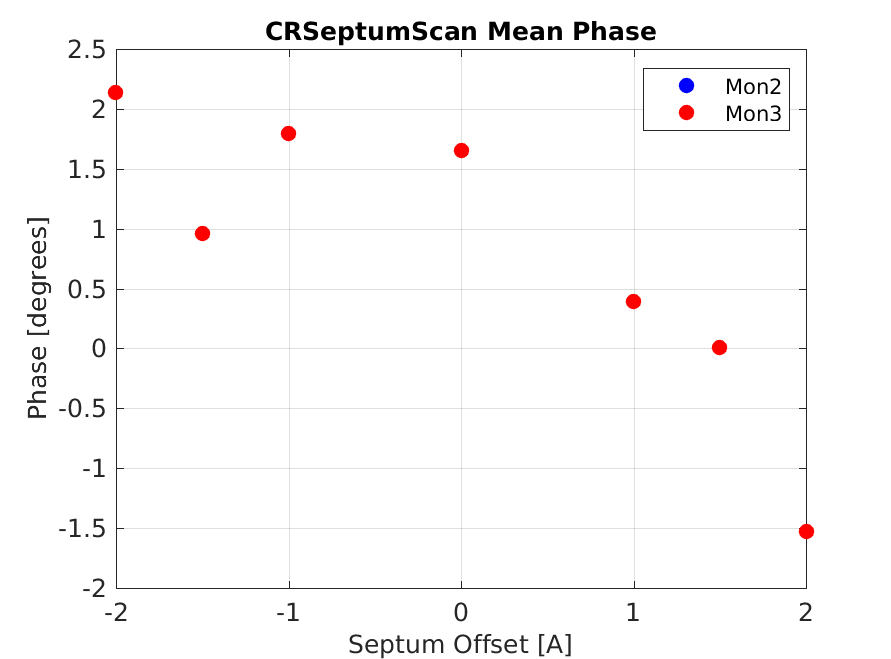 CRSeptumScan Mean Phase
Mon2
Mon3
2.5
2
1.5
1
0.5
0
-0.5
-1
-1.5
-2
Phase [degrees]
-2 -1 0 1 2
Septum Offset [A]